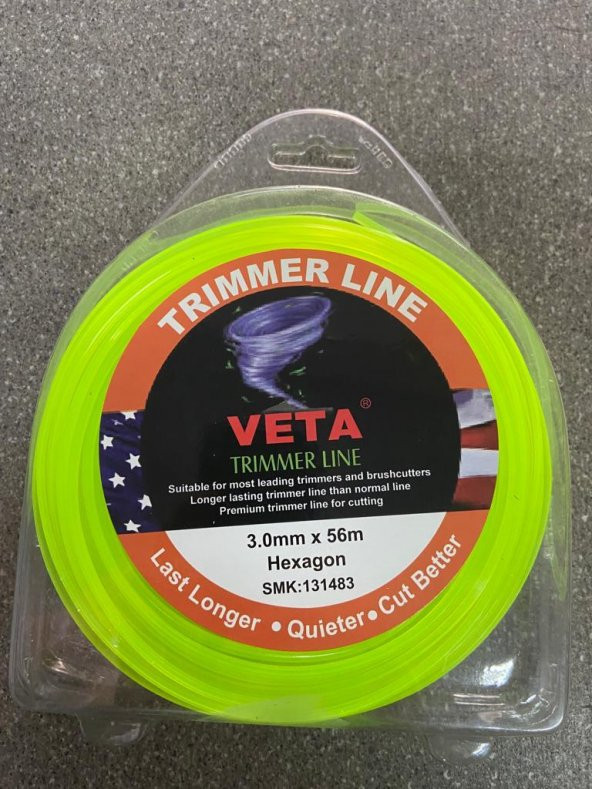 TRIMMER LINE
VETA®
TRIMMER LINE
Suitable for most leading trimmers and brushcutters
Longer lasting trimmer line than normal line
Premium trimmer line for cutting
3.0mm x 56m
Hexagon
SMK:131483
Last Longer • Quieter • Cut Better